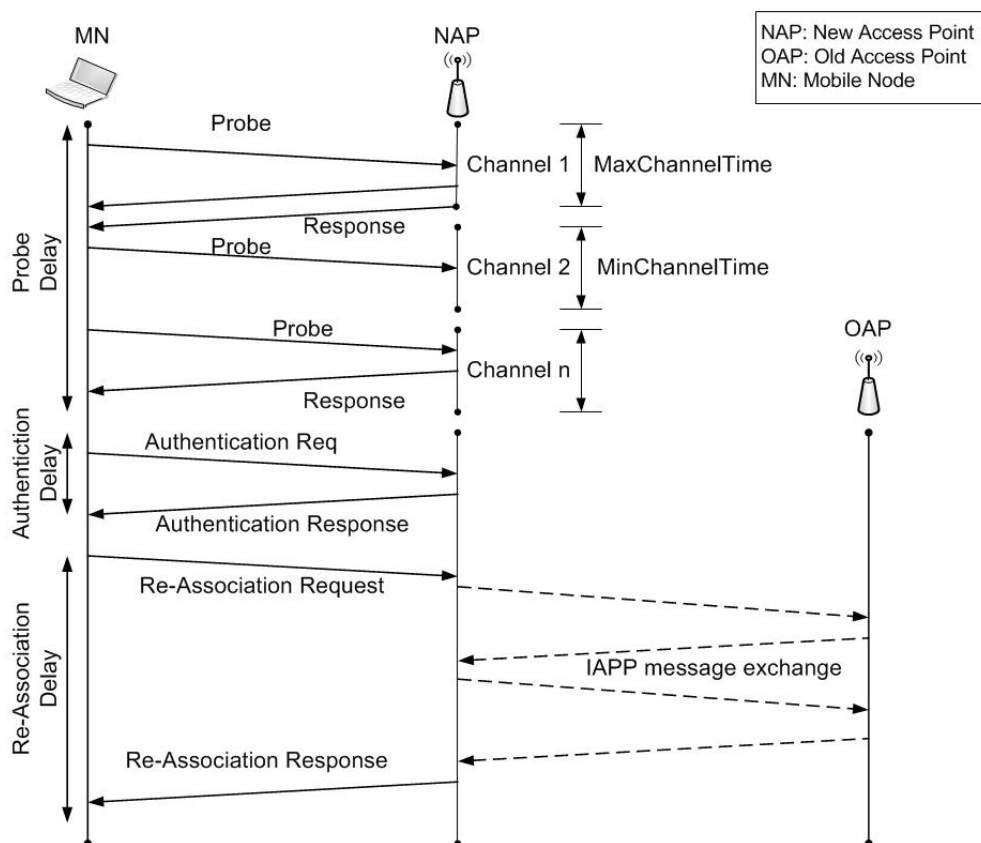 MN
NAP
NAP: New Access Point
OAP: Old Access Point
MN: Mobile Node
Probe
Channel 1
MaxChannelTime
Response
Probe
Channel 2
MinChannelTime
Probe
Delay
Probe
Channel n
OAP
Response
Authentication Req
Authentiction
Delay
Authentication Response
Re-Association Request
IAPP message exchange
Re-Association
Delay
Re-Association Response